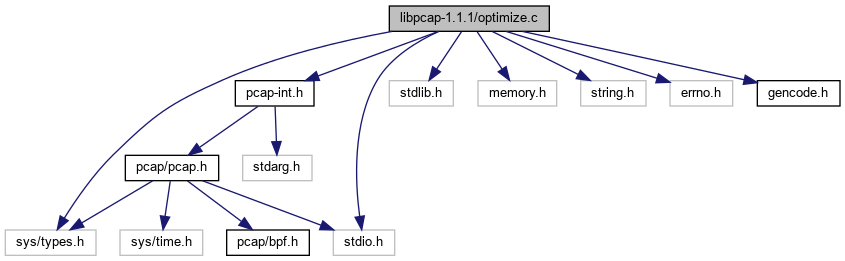 libpcap-1.1.1/optimize.c
pcap-int.h
stdlib.h
memory.h
string.h
errno.h
gencode.h
pcap/pcap.h
stdarg.h
sys/types.h
sys/time.h
pcap/bpf.h
stdio.h